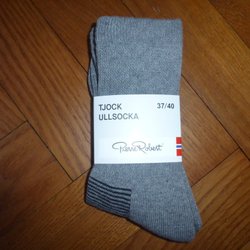 TJOCK 37/40
ULLSOCKA
Pierre Robert